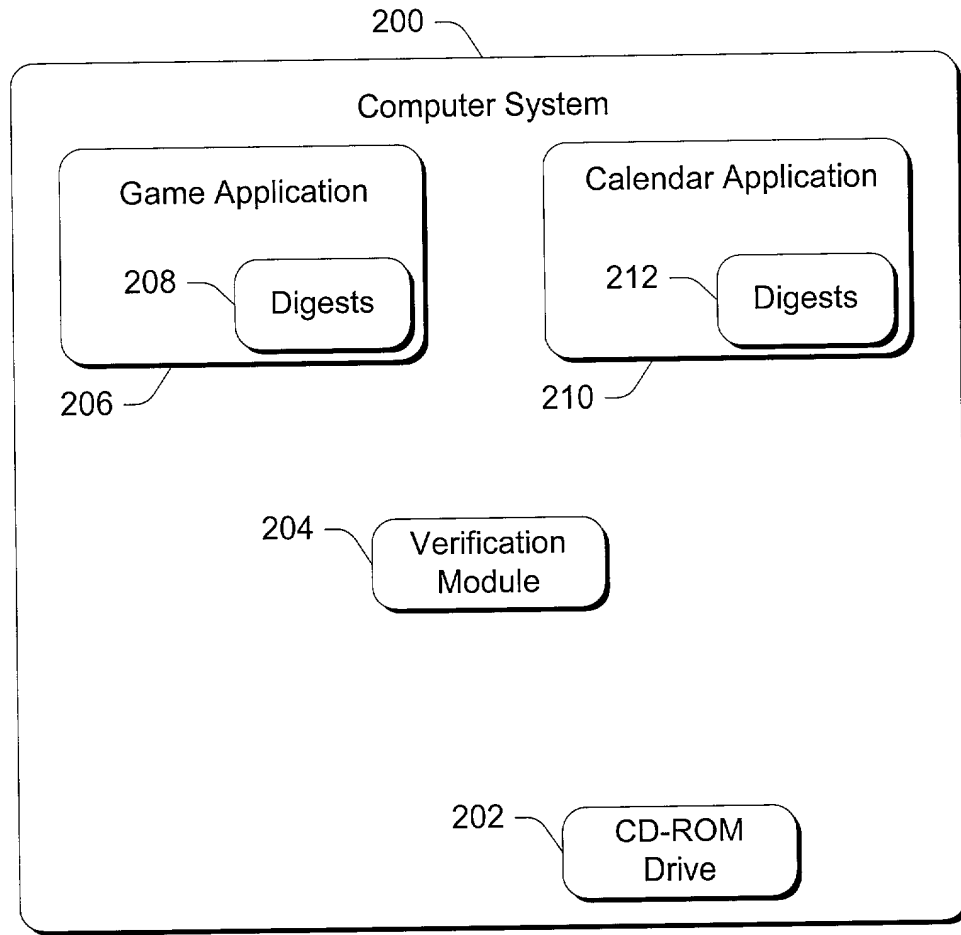 200
Computer System
Game Application
Calendar Application
208
Digests
212
Digests
206
210
204
Verification
Module
202
CD-ROM
Drive